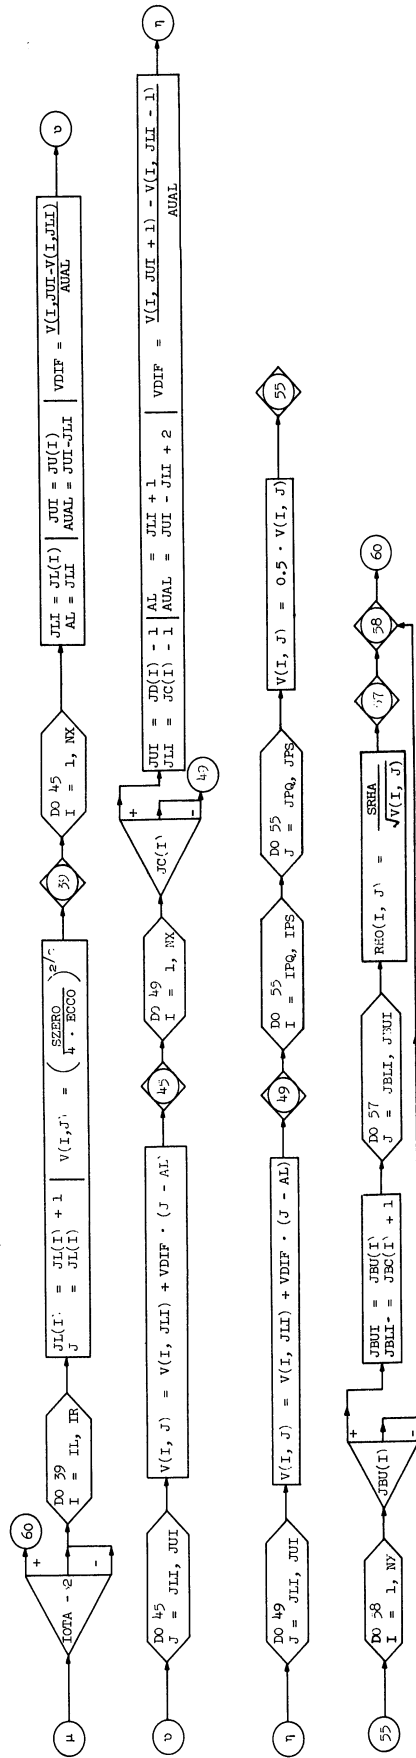 μ
IOTA - 2
+
-
60
DO 39
I = IL, IR
JL(I) = JL(I) + 1
J = JL(I)
V(I,J) = (SZERO / 4 · ECCO)
39
DO 45
I = 1, NX
JLI = JL(I)
AL = JLI
JUI = JU(I)
AUAL = JUI-JLI
VDIF = V(I,JUI-V(I,JLI) / AUAL
υ
υ
DO 45
J = JLI, JUI
V(I, J) = V(I, JLI) + VDIF · (J - AL)
45
DO 49
I = 1, NX
JC(I)
+
-
49
JUI = JD(I) - 1
JLI = JC(I) - 1
AL = JLI + 1
AUAL = JUI - JLI + 2
VDIF = V(I, JUI + 1) - V(I, JLI - 1) / AUAL
η
η
DO 49
J = JLI, JUI
V(I, J) = V(I, JLI) + VDIF · (J - AL)
49
DO 55
I = IPQ, IPS
DO 55
J = JPQ, JPS
V(I, J) = 0.5 · V(I, J)
55
55
DO 58
I = 1, NY
JBU(I)
+
-
JBUI = JBU(I)
JBLI- = JBC(I) + 1
DO 57
J = JBLI, JBUI
RHO(I, J) = SRHA / √V(I, J)
57
58
60